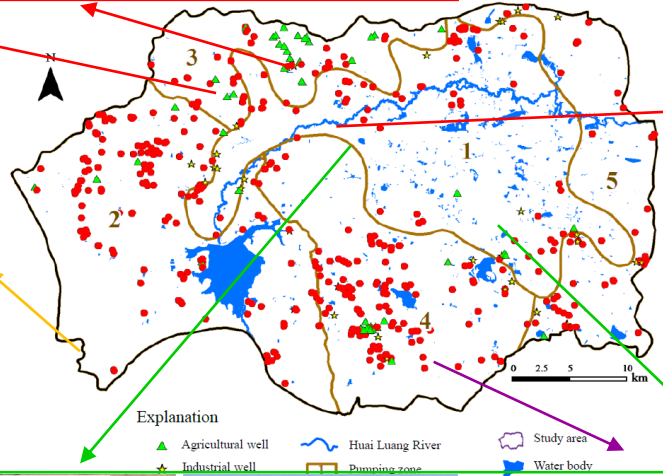 N
3
1
5
2
4
0 2.5 5 10
km
Explanation
Agricultural well
Huai Luang River
Study area
Industrial well
Pumping zone
Water body